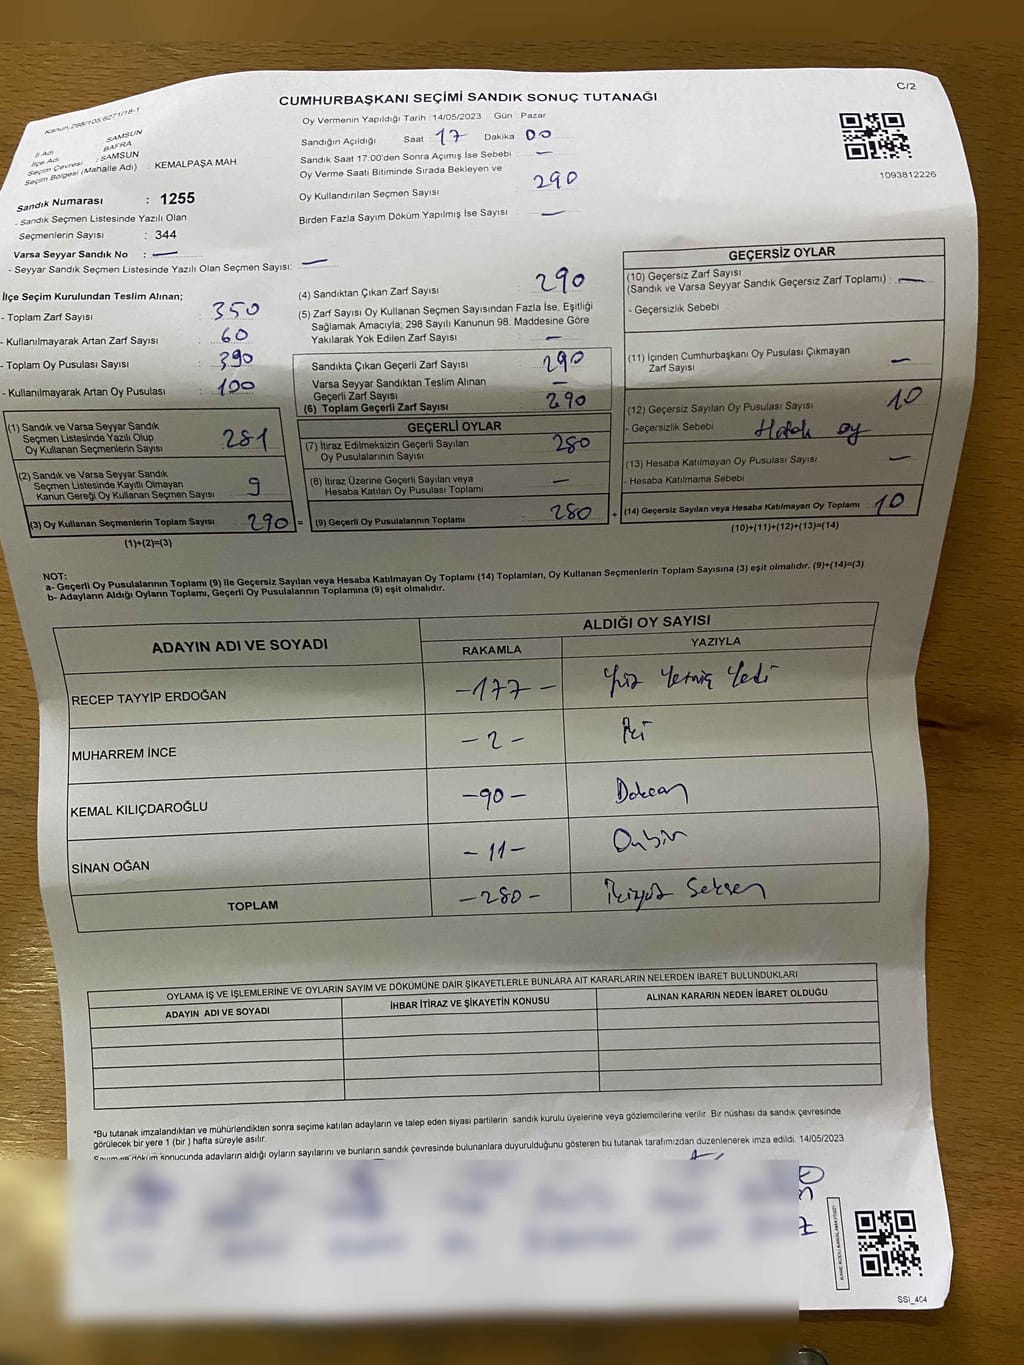 C/2
Kanun,298/105,6271/18-1
CUMHURBAŞKANI SEÇİMİ SANDIK SONUÇ TUTANAĞI
Oy Vermenin Yapıldığı Tarih : 14/05/2023 Gün : Pazar
İl Adı : SAMSUN
İlçe Adı : BAFRA
Seçim Çevresi : SAMSUN
Seçim Bölgesi (Mahalle Adı) : KEMALPAŞA MAH
Sandığın Açıldığı Saat : 17 Dakika : 00
Sandık Saat 17.00'den Sonra Açımış İse Sebebi : —
Oy Verme Saati Bitiminde Sırada Bekleyen ve
Oy Kullandırılan Seçmen Sayısı : 290
Birden Fazla Sayım Döküm Yapılmış İse Sayısı : —
1093812226
Sandık Numarası : 1255
- Sandık Seçmen Listesinde Yazılı Olan
Seçmenlerin Sayısı : 344
Varsa Seyyar Sandık No : —
- Seyyar Sandık Seçmen Listesinde Yazılı Olan Seçmen Sayısı: —
İlçe Seçim Kurulundan Teslim Alınan;
- Toplam Zarf Sayısı : 350
- Kullanılmayarak Artan Zarf Sayısı : 60
- Toplam Oy Pusulası Sayısı : 390
- Kullanılmayarak Artan Oy Pusulası : 100
(1) Sandık ve Varsa Seyyar Sandık
Seçmen Listesinde Yazılı Olup
Oy Kullanan Seçmenlerin Sayısı : 281
(2) Sandık ve Varsa Seyyar Sandık
Seçmen Listesinde Kayıtlı Olmayan
Kanun Gereği Oy Kullanan Seçmen Sayısı : 9
(3) Oy Kullanan Seçmenlerin Toplam Sayısı : 290
(1)+(2)=(3)
(4) Sandıktan Çıkan Zarf Sayısı : 290
(5) Zarf Sayısı Oy Kullanan Seçmen Sayısından Fazla İse, Eşitliği
Sağlamak Amacıyla; 298 Sayılı Kanunun 98. Maddesine Göre
Yakılarak Yok Edilen Zarf Sayısı : —
Sandıkta Çıkan Geçerli Zarf Sayısı : 290
Varsa Seyyar Sandıktan Teslim Alınan
Geçerli Zarf Sayısı : —
(6) Toplam Geçerli Zarf Sayısı : 290
GEÇERLİ OYLAR
(7) İtiraz Edilmeksizin Geçerli Sayılan
Oy Pusulalarının Sayısı : 280
(8) İtiraz Üzerine Geçerli Sayılan veya
Hesaba Katılan Oy Pusulası Toplamı : —
= (9) Geçerli Oy Pusulalarının Toplamı : 280 +
GEÇERSİZ OYLAR
(10) Geçersiz Zarf Sayısı
(Sandık ve Varsa Seyyar Sandık Geçersiz Zarf Toplamı) : —
- Geçersizlik Sebebi
(11) İçinden Cumhurbaşkanı Oy Pusulası Çıkmayan
Zarf Sayısı : —
(12) Geçersiz Sayılan Oy Pusulası Sayısı : 10
- Geçersizlik Sebebi : Hatalı oy
(13) Hesaba Katılmayan Oy Pusulası Sayısı : —
- Hesaba Katılmama Sebebi
(14) Geçersiz Sayılan veya Hesaba Katılmayan Oy Toplamı : 10
(10)+(11)+(12)+(13)=(14)
NOT:
a- Geçerli Oy Pusulalarının Toplamı (9) ile Geçersiz Sayılan veya Hesaba Katılmayan Oy Toplamı (14) Toplamları, Oy Kullanan Seçmenlerin Toplam Sayısına (3) eşit olmalıdır. (9)+(14)=(3)
b- Adayların Aldığı Oyların Toplamı, Geçerli Oy Pusulalarının Toplamına (9) eşit olmalıdır.
ADAYIN ADI VE SOYADI ALDIĞI OY SAYISI
RAKAMLA YAZIYLA
RECEP TAYYİP ERDOĞAN -177- Yüz Yetmiş Yedi
MUHARREM İNCE -2- İki
KEMAL KILIÇDAROĞLU -90- Doksan
SİNAN OĞAN -11- Onbir
TOPLAM -280- İkiyüz Seksen
OYLAMA İŞ VE İŞLEMLERİNE VE OYLARIN SAYIM VE DÖKÜMÜNE DAİR ŞİKAYETLERLE BUNLARA AİT KARARLARIN NELERDEN İBARET BULUNDUKLARI
ADAYIN ADI VE SOYADI İHBAR İTİRAZ VE ŞİKAYETİN KONUSU ALINAN KARARIN NEDEN İBARET OLDUĞU
*Bu tutanak imzalandıktan ve mühürlendikten sonra seçime katılan adayların ve talep eden siyasi partilerin sandık kurulu üyelerine veya gözlemcilerine verilir. Bir nüshası da sandık çevresinde
görülecek bir yere 1 (bir ) hafta süreyle asılır.
Sayım ve döküm sonucunda adayların aldığı oyların sayılarını ve bunların sandık çevresinde bulunanlara duyurulduğunu gösteren bu tutanak tarafımızdan düzenlenerek imza edildi. 14/05/2023
SSI_4C4